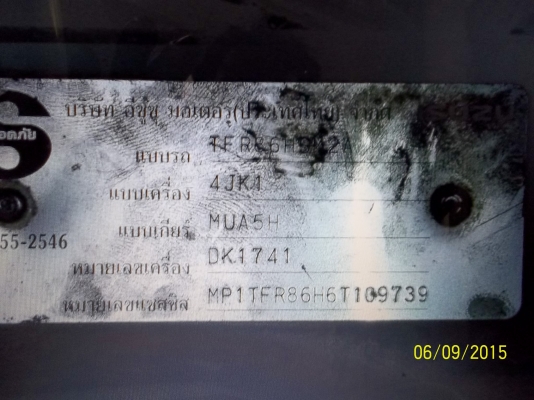 บริษัท อีซูซุ มอเตอร์(ประเทศไทย) จำกัด
แบบรถ
แบบเครื่อง 4JK1
แบบเกียร์ MUA5H
55-2546
หมายเลขเครื่อง DK1741
หมายเลขแชสซีส์ MP1TFR86H6T109739
06/09/2015